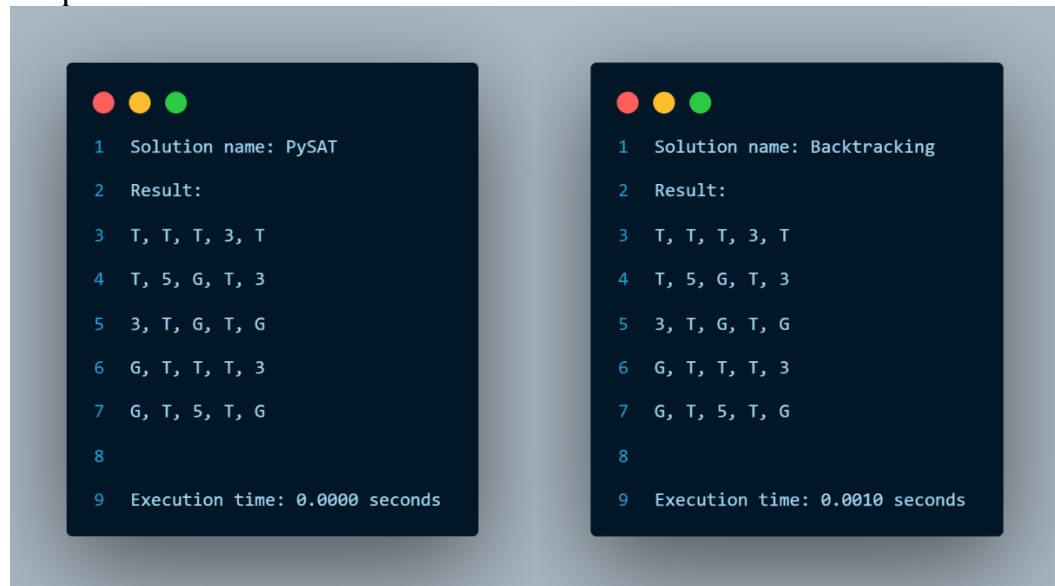 1 Solution name: PySAT
2 Result:
3 T, T, T, 3, T
4 T, 5, G, T, 3
5 3, T, G, T, G
6 G, T, T, T, 3
7 G, T, 5, T, G
8
9 Execution time: 0.0000 seconds
1 Solution name: Backtracking
2 Result:
3 T, T, T, 3, T
4 T, 5, G, T, 3
5 3, T, G, T, G
6 G, T, T, T, 3
7 G, T, 5, T, G
8
9 Execution time: 0.0010 seconds